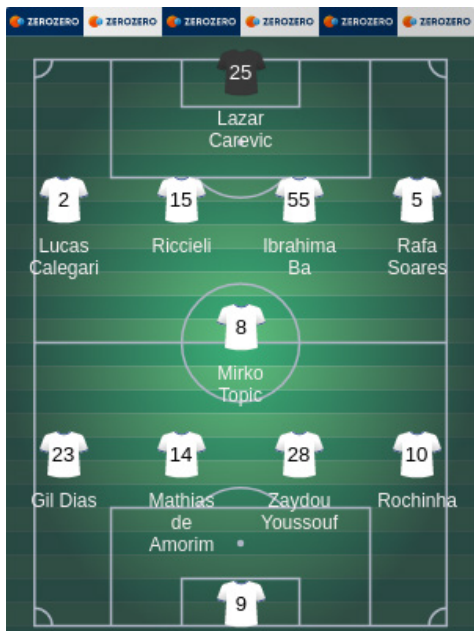 ZEROZERO ZEROZERO ZEROZERO ZEROZERO ZEROZERO ZEROZERO
25
Lazar
Carevic
2 15 55 5
Lucas Riccieli Ibrahima Rafa
Calegari Ba Soares
8
Mirko
Topic
23 14 28 10
Gil Dias Mathias Zaydou Rochinha
de Youssouf
Amorim
9